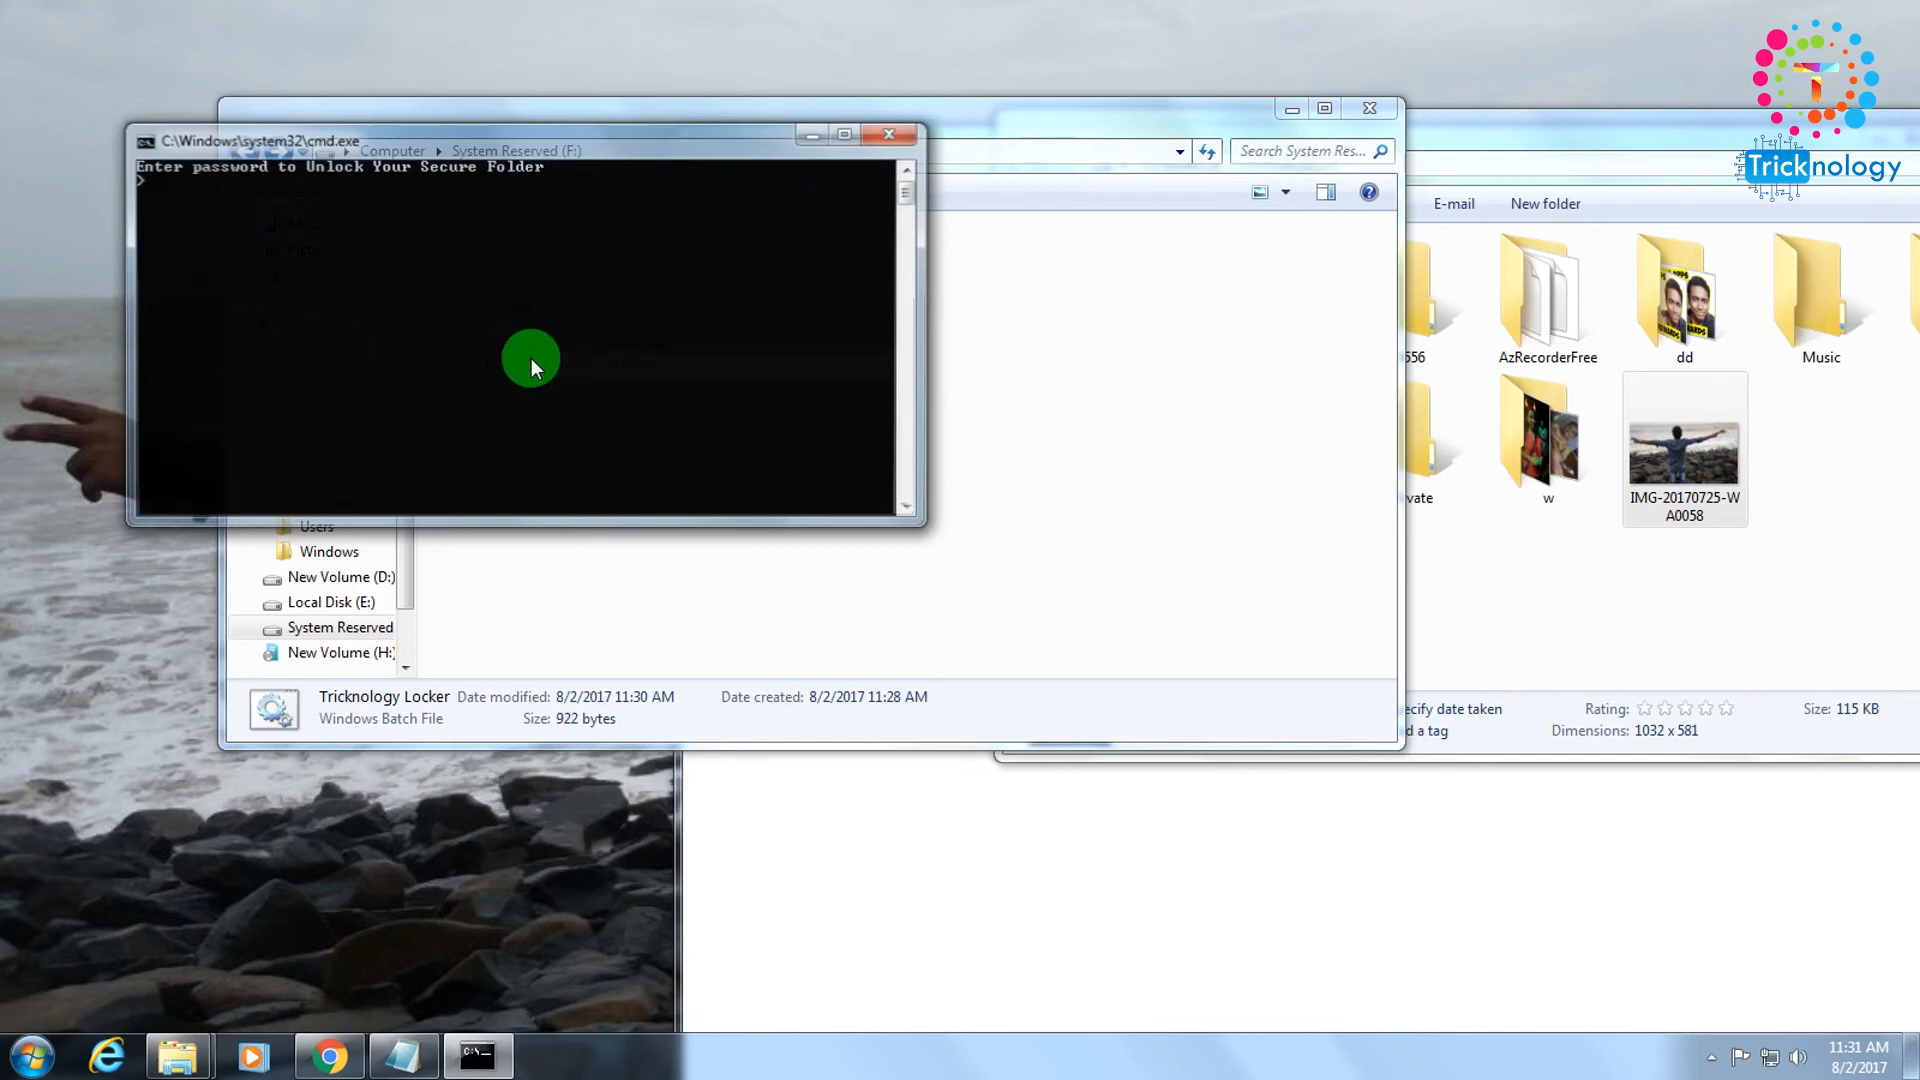 Tricknology
C:\Windows\system32\cmd.exe
Enter password to Unlock Your Secure Folder
>
Computer
System Reserved (F:)
Search System Res...
E-mail
New folder
Users
Windows
New Volume (D:)
Local Disk (E:)
System Reserved
New Volume (H:)
Tricknology Locker
Date modified: 8/2/2017 11:30 AM
Date created: 8/2/2017 11:28 AM
Windows Batch File
Size: 922 bytes
556
AzRecorderFree
dd
Music
vate
w
IMG-20170725-W
A0058
ecify date taken
Rating:
Size: 115 KB
d a tag
Dimensions: 1032 x 581
11:31 AM
8/2/2017